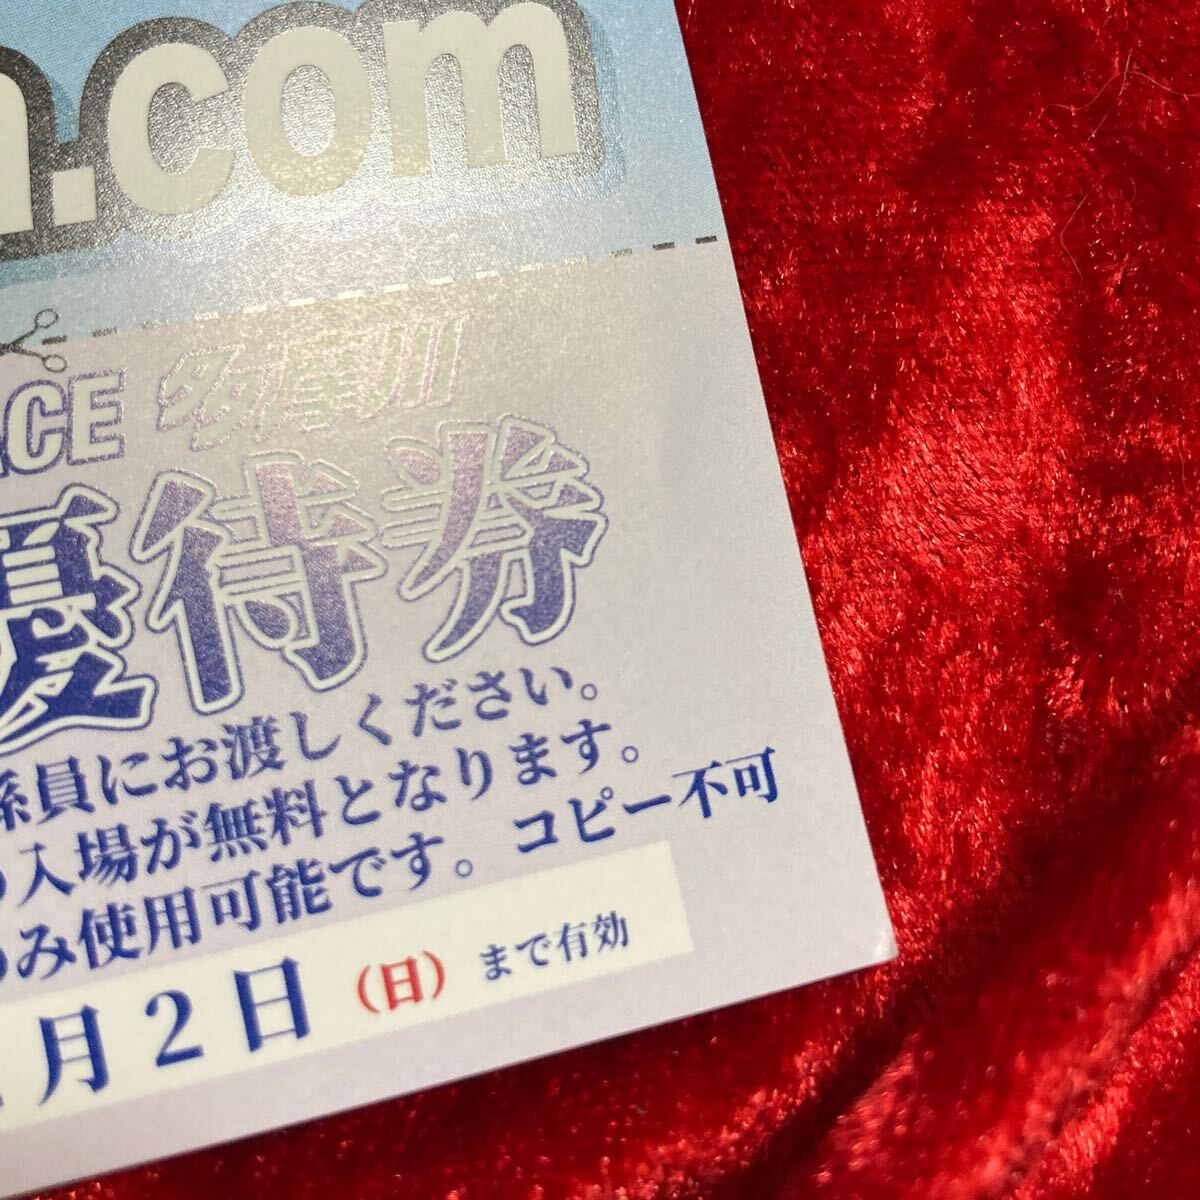 .com
ACE 多摩川
優待券
係員にお渡しください。
入場が無料となります。
み使用可能です。コピー不可
月2日(日)まで有効